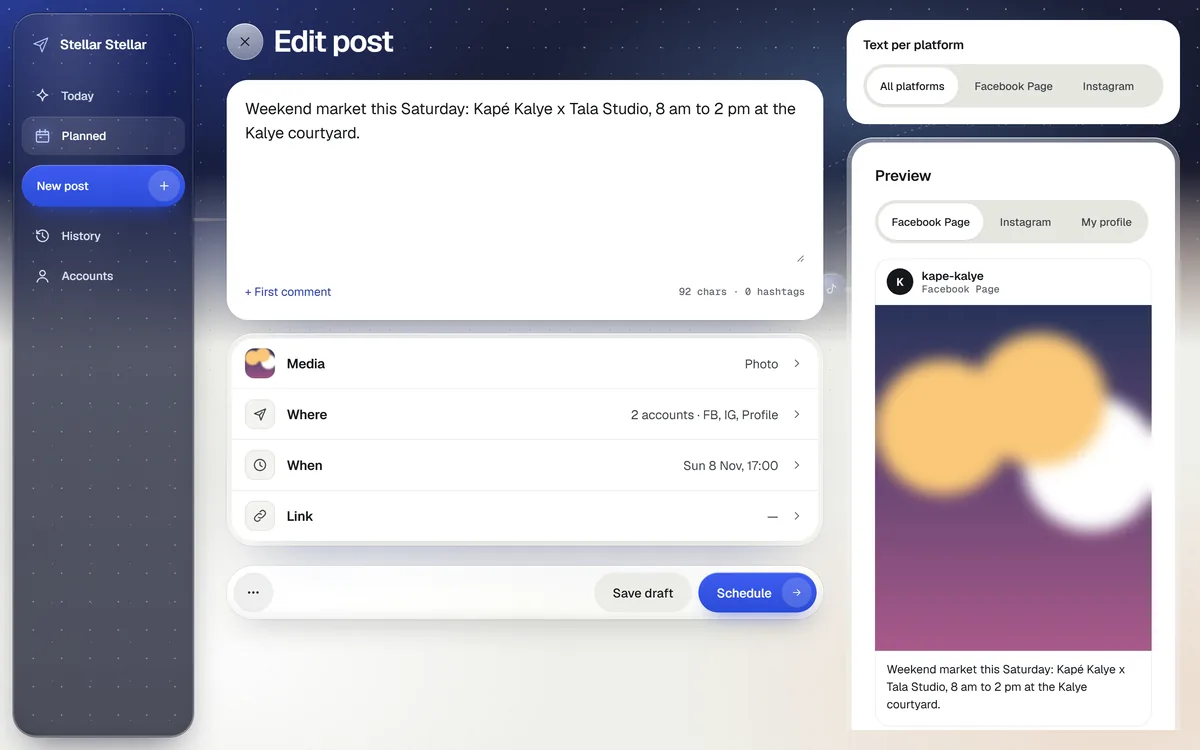 Stellar Stellar
Today
Planned
New post
History
Accounts
Edit post
Weekend market this Saturday: Kapé Kalye x Tala Studio, 8 am to 2 pm at the
Kalye courtyard.
+ First comment
92 chars · 0 hashtags
Media
Photo
Where
2 accounts · FB, IG, Profile
When
Sun 8 Nov, 17:00
Link
—
Save draft
Schedule
Text per platform
All platforms
Facebook Page
Instagram
Preview
Facebook Page
Instagram
My profile
K
kape-kalye
Facebook Page
Weekend market this Saturday: Kapé Kalye x
Tala Studio, 8 am to 2 pm at the Kalye
courtyard.